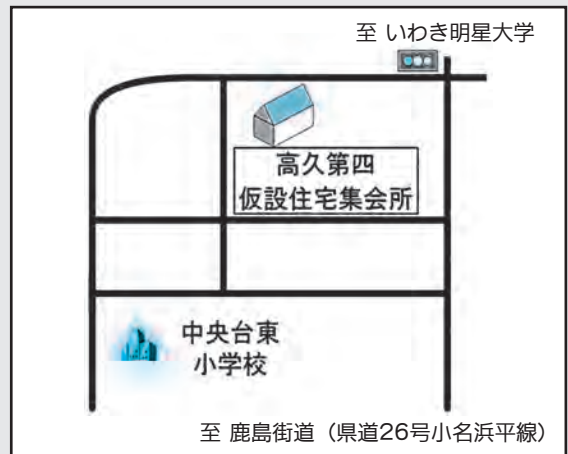 至 いわき明星大学
高久第四
仮設住宅集会所
中央台東
小学校
至 鹿島街道（県道26号小名浜平線）